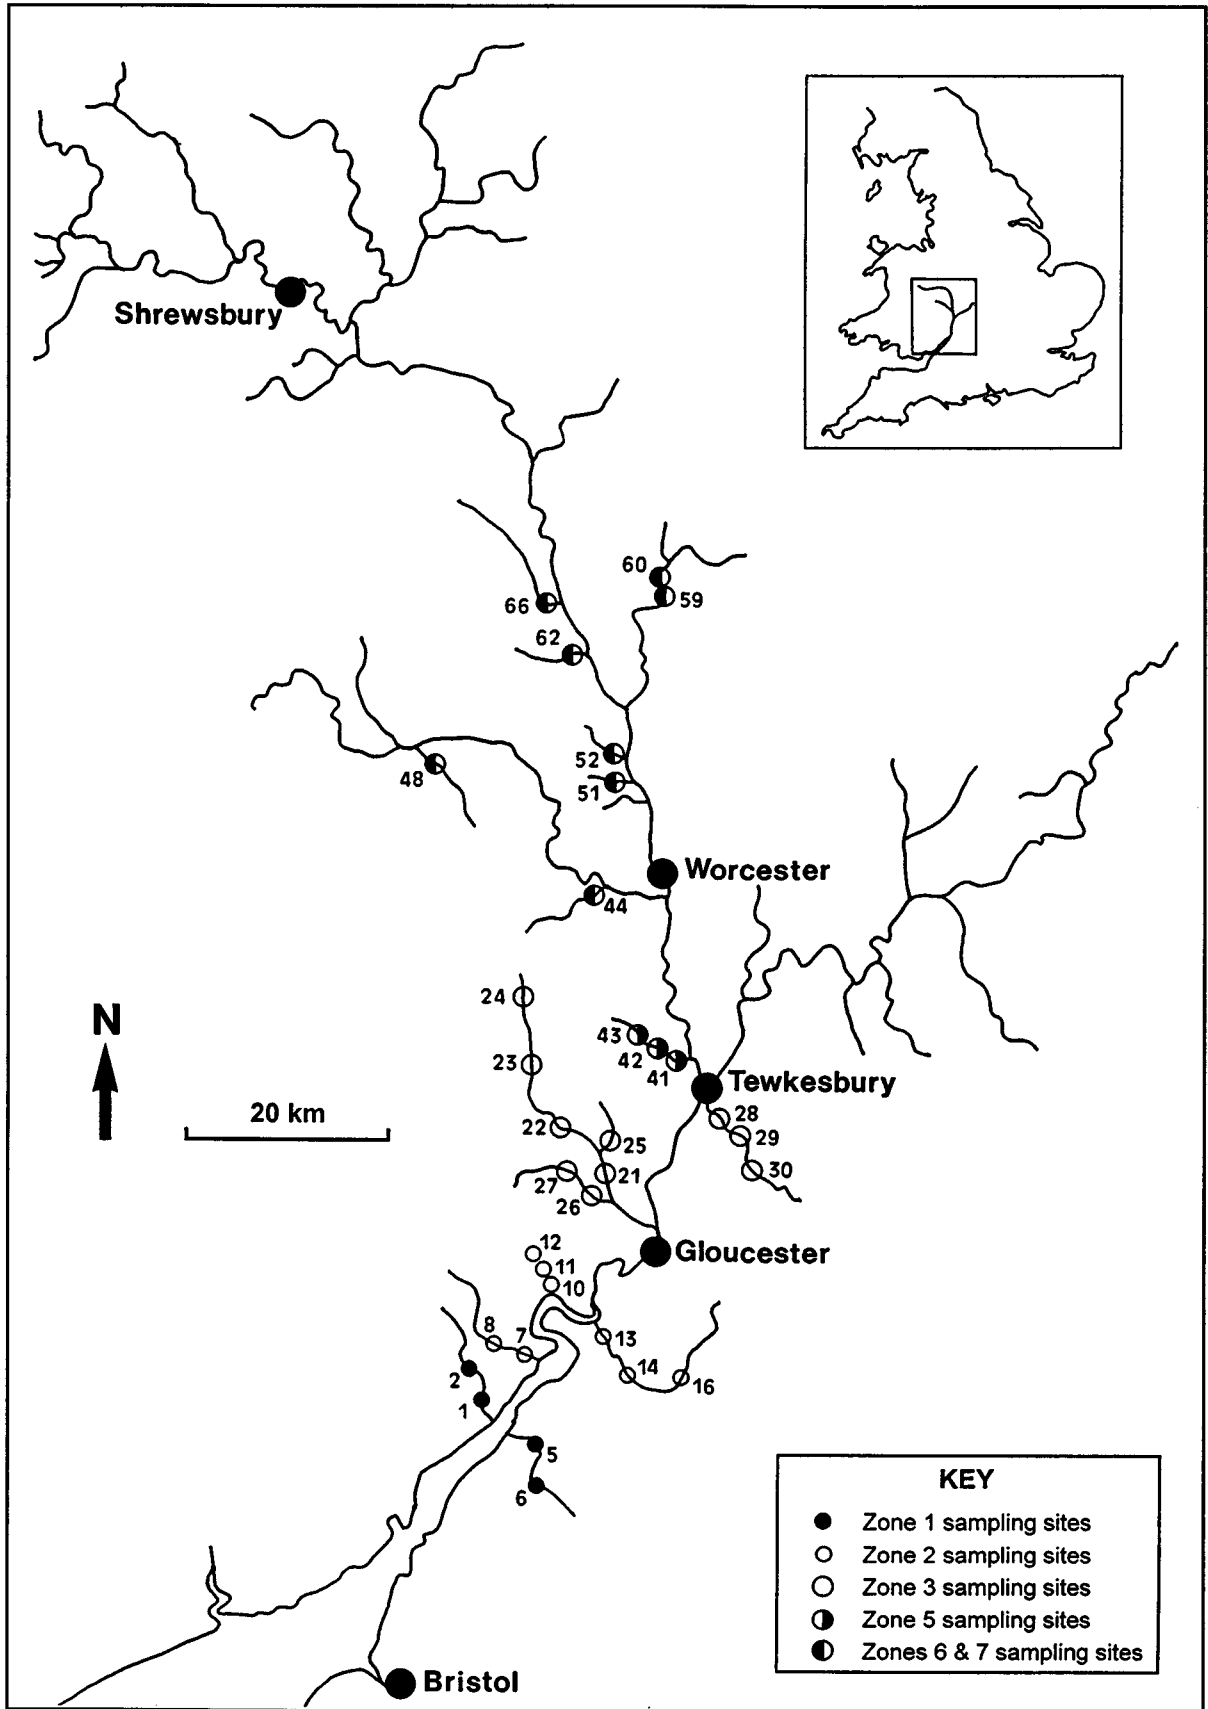 Shrewsbury
60
59
66
62
52
51
48
Worcester
44
24
N
43
42
41
23
Tewkesbury
20 km
28
22
29
25
30
27
21
26
12
Gloucester
11
10
8
7
13
14
16
2
1
5
6
KEY
Zone 1 sampling sites
Zone 2 sampling sites
Zone 3 sampling sites
Zone 5 sampling sites
Zones 6 & 7 sampling sites
Bristol